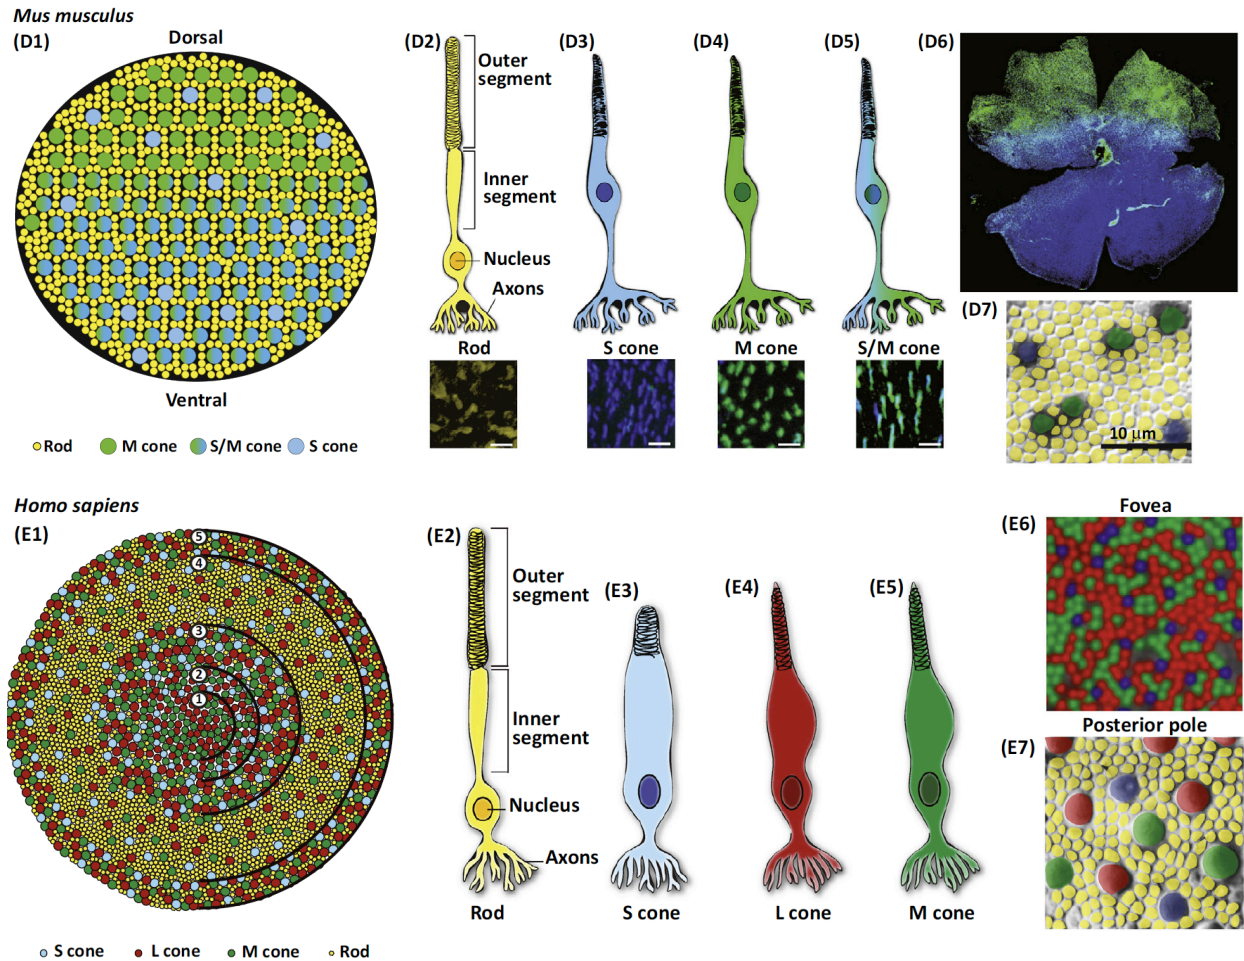 Mus musculus
(D1)
Dorsal
Ventral
Rod
M cone
S/M cone
S cone
(D2)
Outer
segment
Inner
segment
Nucleus
Axons
Rod
(D3)
S cone
(D4)
M cone
(D5)
S/M cone
(D6)
(D7)
10 μm
Homo sapiens
(E1)
5
4
3
2
1
S cone
L cone
M cone
Rod
(E2)
Outer
segment
Inner
segment
Nucleus
Axons
Rod
(E3)
S cone
(E4)
L cone
(E5)
M cone
Fovea
(E6)
Posterior pole
(E7)